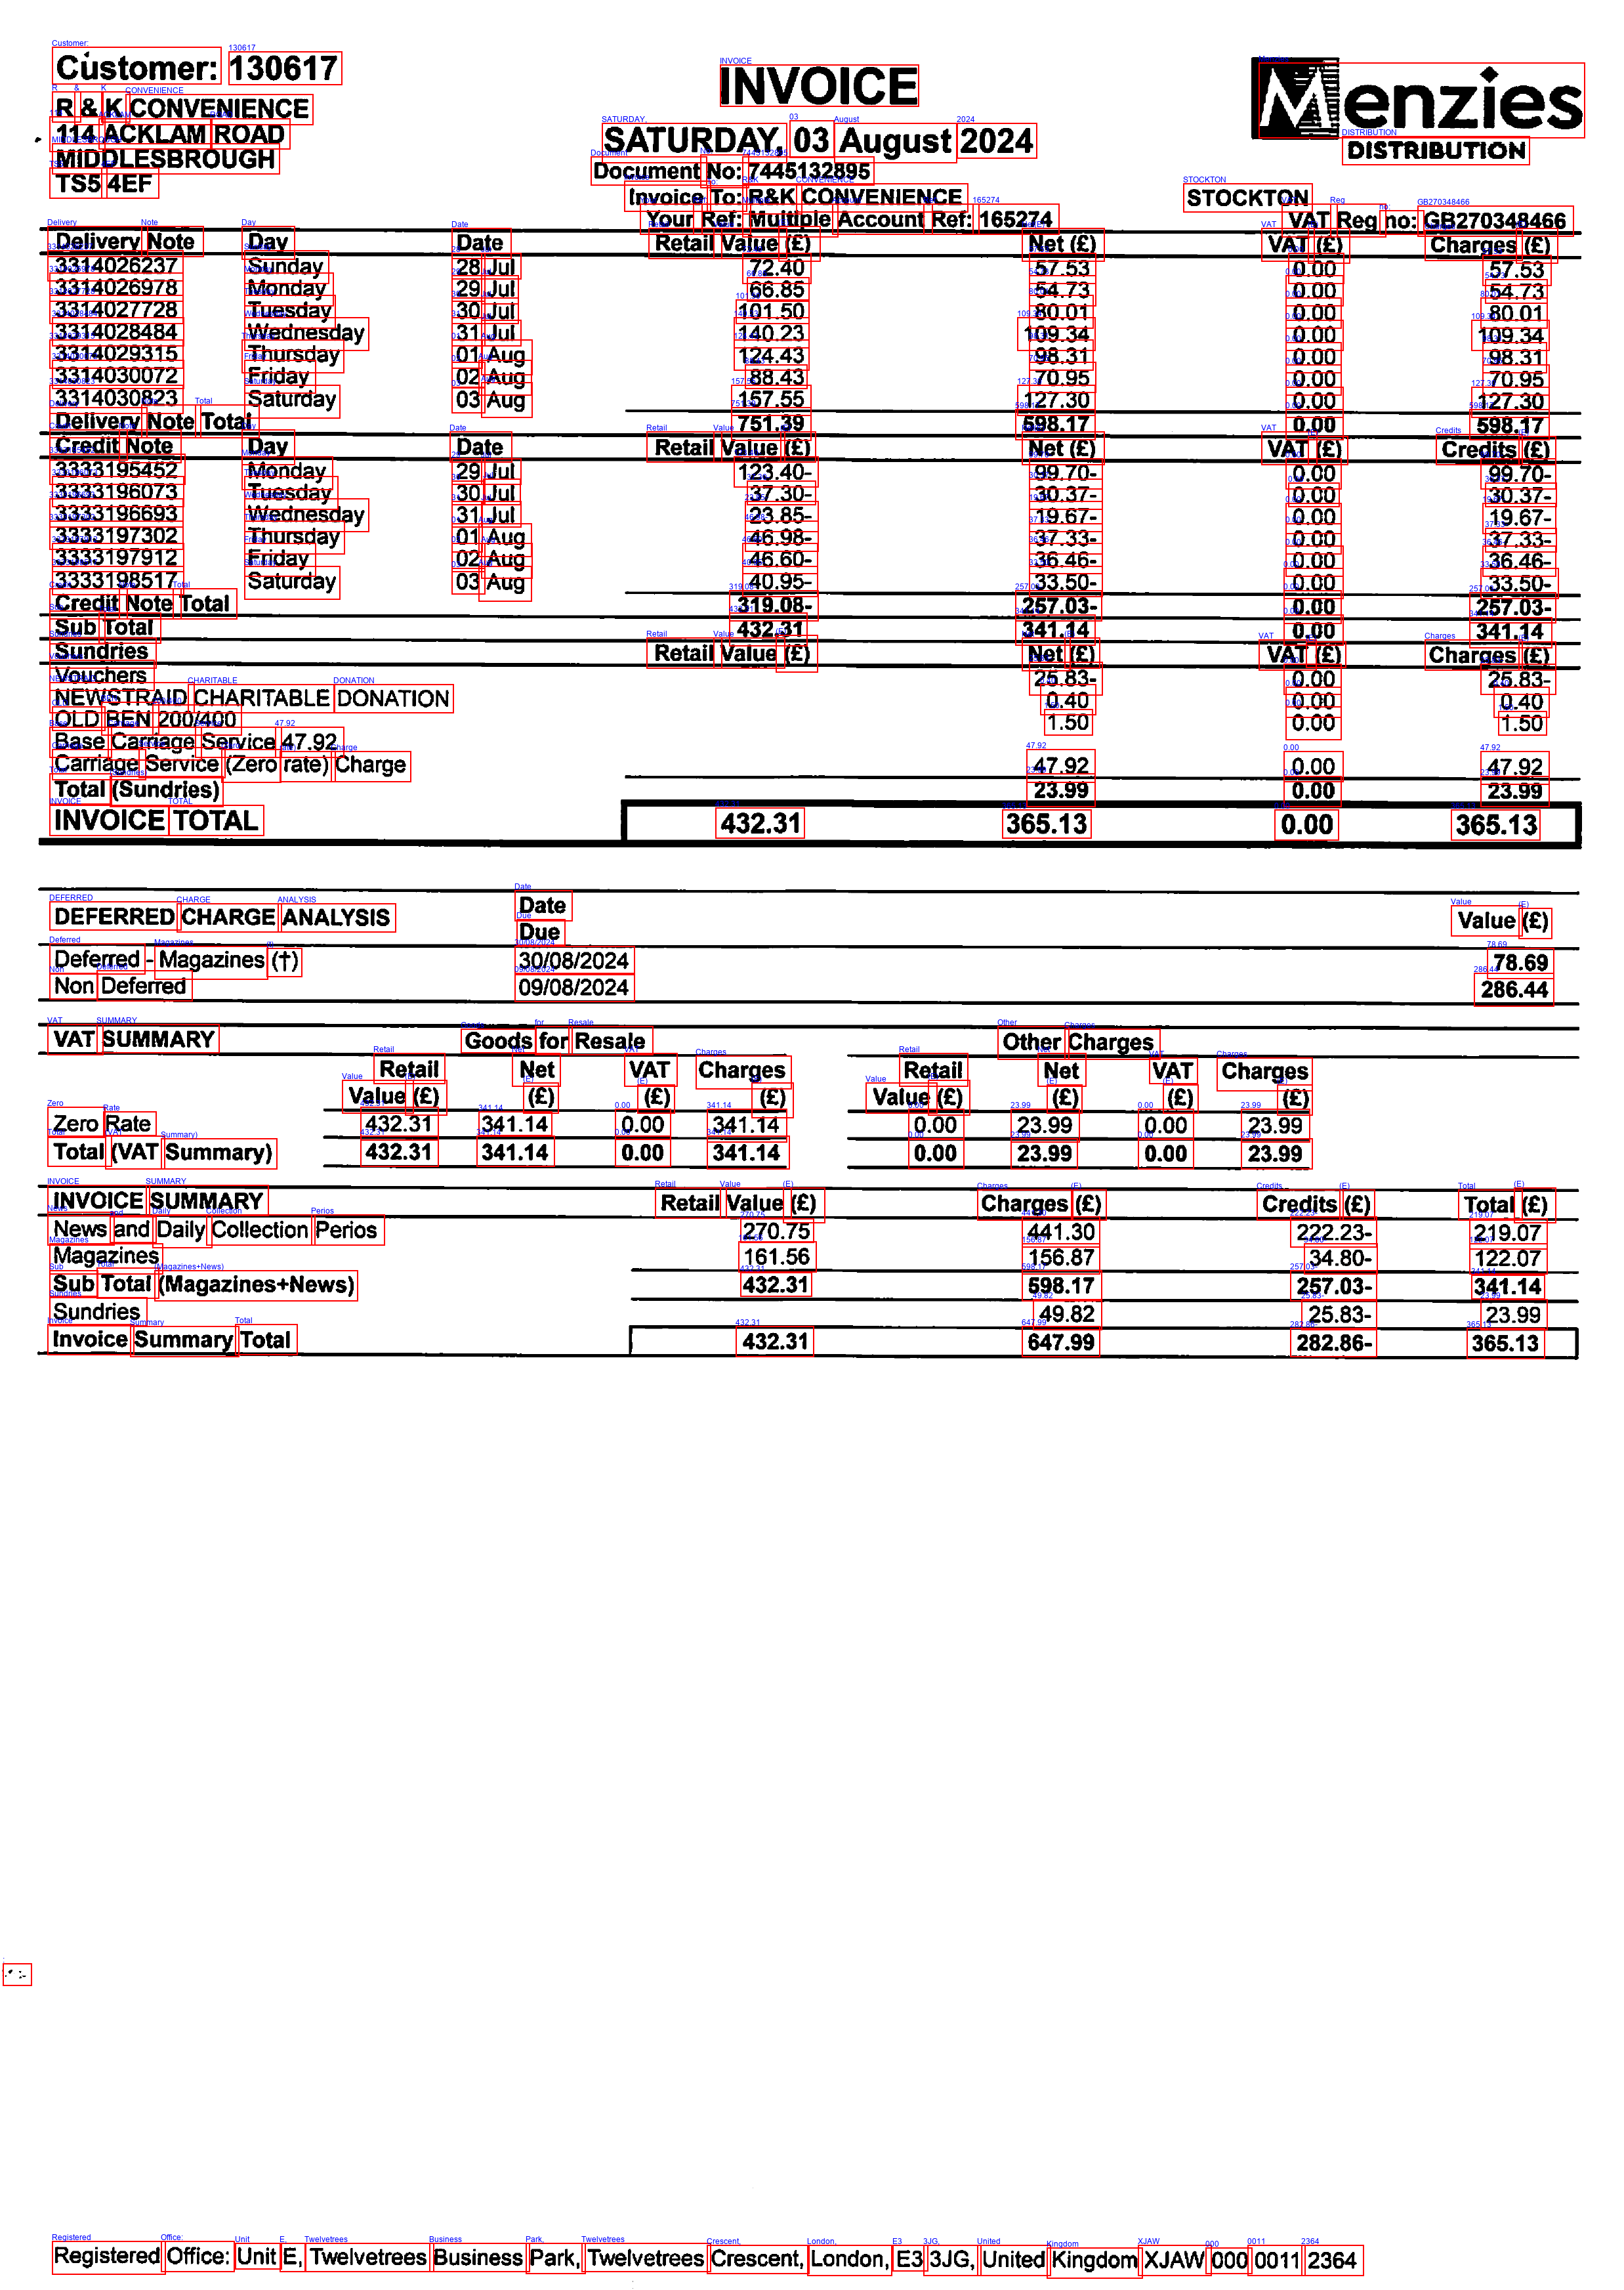 Customer: 130617
R & K CONVENIENCE
114 ACKLAM ROAD
MIDDLESBROUGH
TS5 4EF
INVOICE
SATURDAY, 03 August 2024
Document No: 7445132895
Invoice To: R&K CONVENIENCE
Your Ref: Multiple Account Ref: 165274
Menzies
DISTRIBUTION
STOCKTON
VAT Reg no: GB270348466
Delivery Note Day Date Retail Value (£) Net (£) VAT (£) Charges (£)
3314026237 Sunday 28 Jul 72.40 57.53 0.00 57.53
3314026978 Monday 29 Jul 66.85 54.73 0.00 54.73
3314027728 Tuesday 30 Jul 101.50 80.01 0.00 80.01
3314028484 Wednesday 31 Jul 140.23 109.34 0.00 109.34
3314029315 Thursday 01 Aug 124.43 98.31 0.00 98.31
3314030072 Friday 02 Aug 88.43 70.95 0.00 70.95
3314030823 Saturday 03 Aug 157.55 127.30 0.00 127.30
Delivery Note Total 751.39 598.17 0.00 598.17
Credit Note Day Date Retail Value (£) Net (£) VAT (£) Credits (£)
3333195452 Monday 29 Jul 123.40- 99.70- 0.00 99.70-
3333196073 Tuesday 30 Jul 37.30- 30.37- 0.00 30.37-
3333196693 Wednesday 31 Jul 23.85- 19.67- 0.00 19.67-
3333197302 Thursday 01 Aug 46.98- 37.33- 0.00 37.33-
3333197912 Friday 02 Aug 46.60- 36.46- 0.00 36.46-
3333198517 Saturday 03 Aug 40.95- 33.50- 0.00 33.50-
Credit Note Total 319.08- 257.03- 0.00 257.03-
Sub Total 432.31 341.14 0.00 341.14
Sundries Retail Value (£) Net (£) VAT (£) Charges (£)
Vouchers 25.83- 0.00 25.83-
NEWSTRAID CHARITABLE DONATION 0.40 0.00 0.40
OLD BEN 200/400 1.50 0.00 1.50
Base Carriage Service 47.92
Carriage Service (Zero rate) Charge 47.92 0.00 47.92
Total (Sundries) 23.99 0.00 23.99
INVOICE TOTAL 432.31 365.13 0.00 365.13
DEFERRED CHARGE ANALYSIS Date Due Value (£)
Deferred - Magazines (†) 30/08/2024 78.69
Non Deferred 09/08/2024 286.44
VAT SUMMARY Goods for Resale Other Charges
Retail Net VAT Charges Retail Net VAT Charges
Value (£) (£) (£) (£) Value (£) (£) (£) (£)
Zero Rate 432.31 341.14 0.00 341.14 0.00 23.99 0.00 23.99
Total (VAT Summary) 432.31 341.14 0.00 341.14 0.00 23.99 0.00 23.99
INVOICE SUMMARY Retail Value (£) Charges (£) Credits (£) Total (£)
News and Daily Collection Perios 270.75 441.30 222.23- 219.07
Magazines 161.56 156.87 34.80- 122.07
Sub Total (Magazines+News) 432.31 598.17 257.03- 341.14
Sundries 49.82 25.83- 23.99
Invoice Summary Total 432.31 647.99 282.86- 365.13
Registered Office: Unit E, Twelvetrees Business Park, Twelvetrees Crescent, London, E3 3JG, United Kingdom XJAW 000 0011 2364